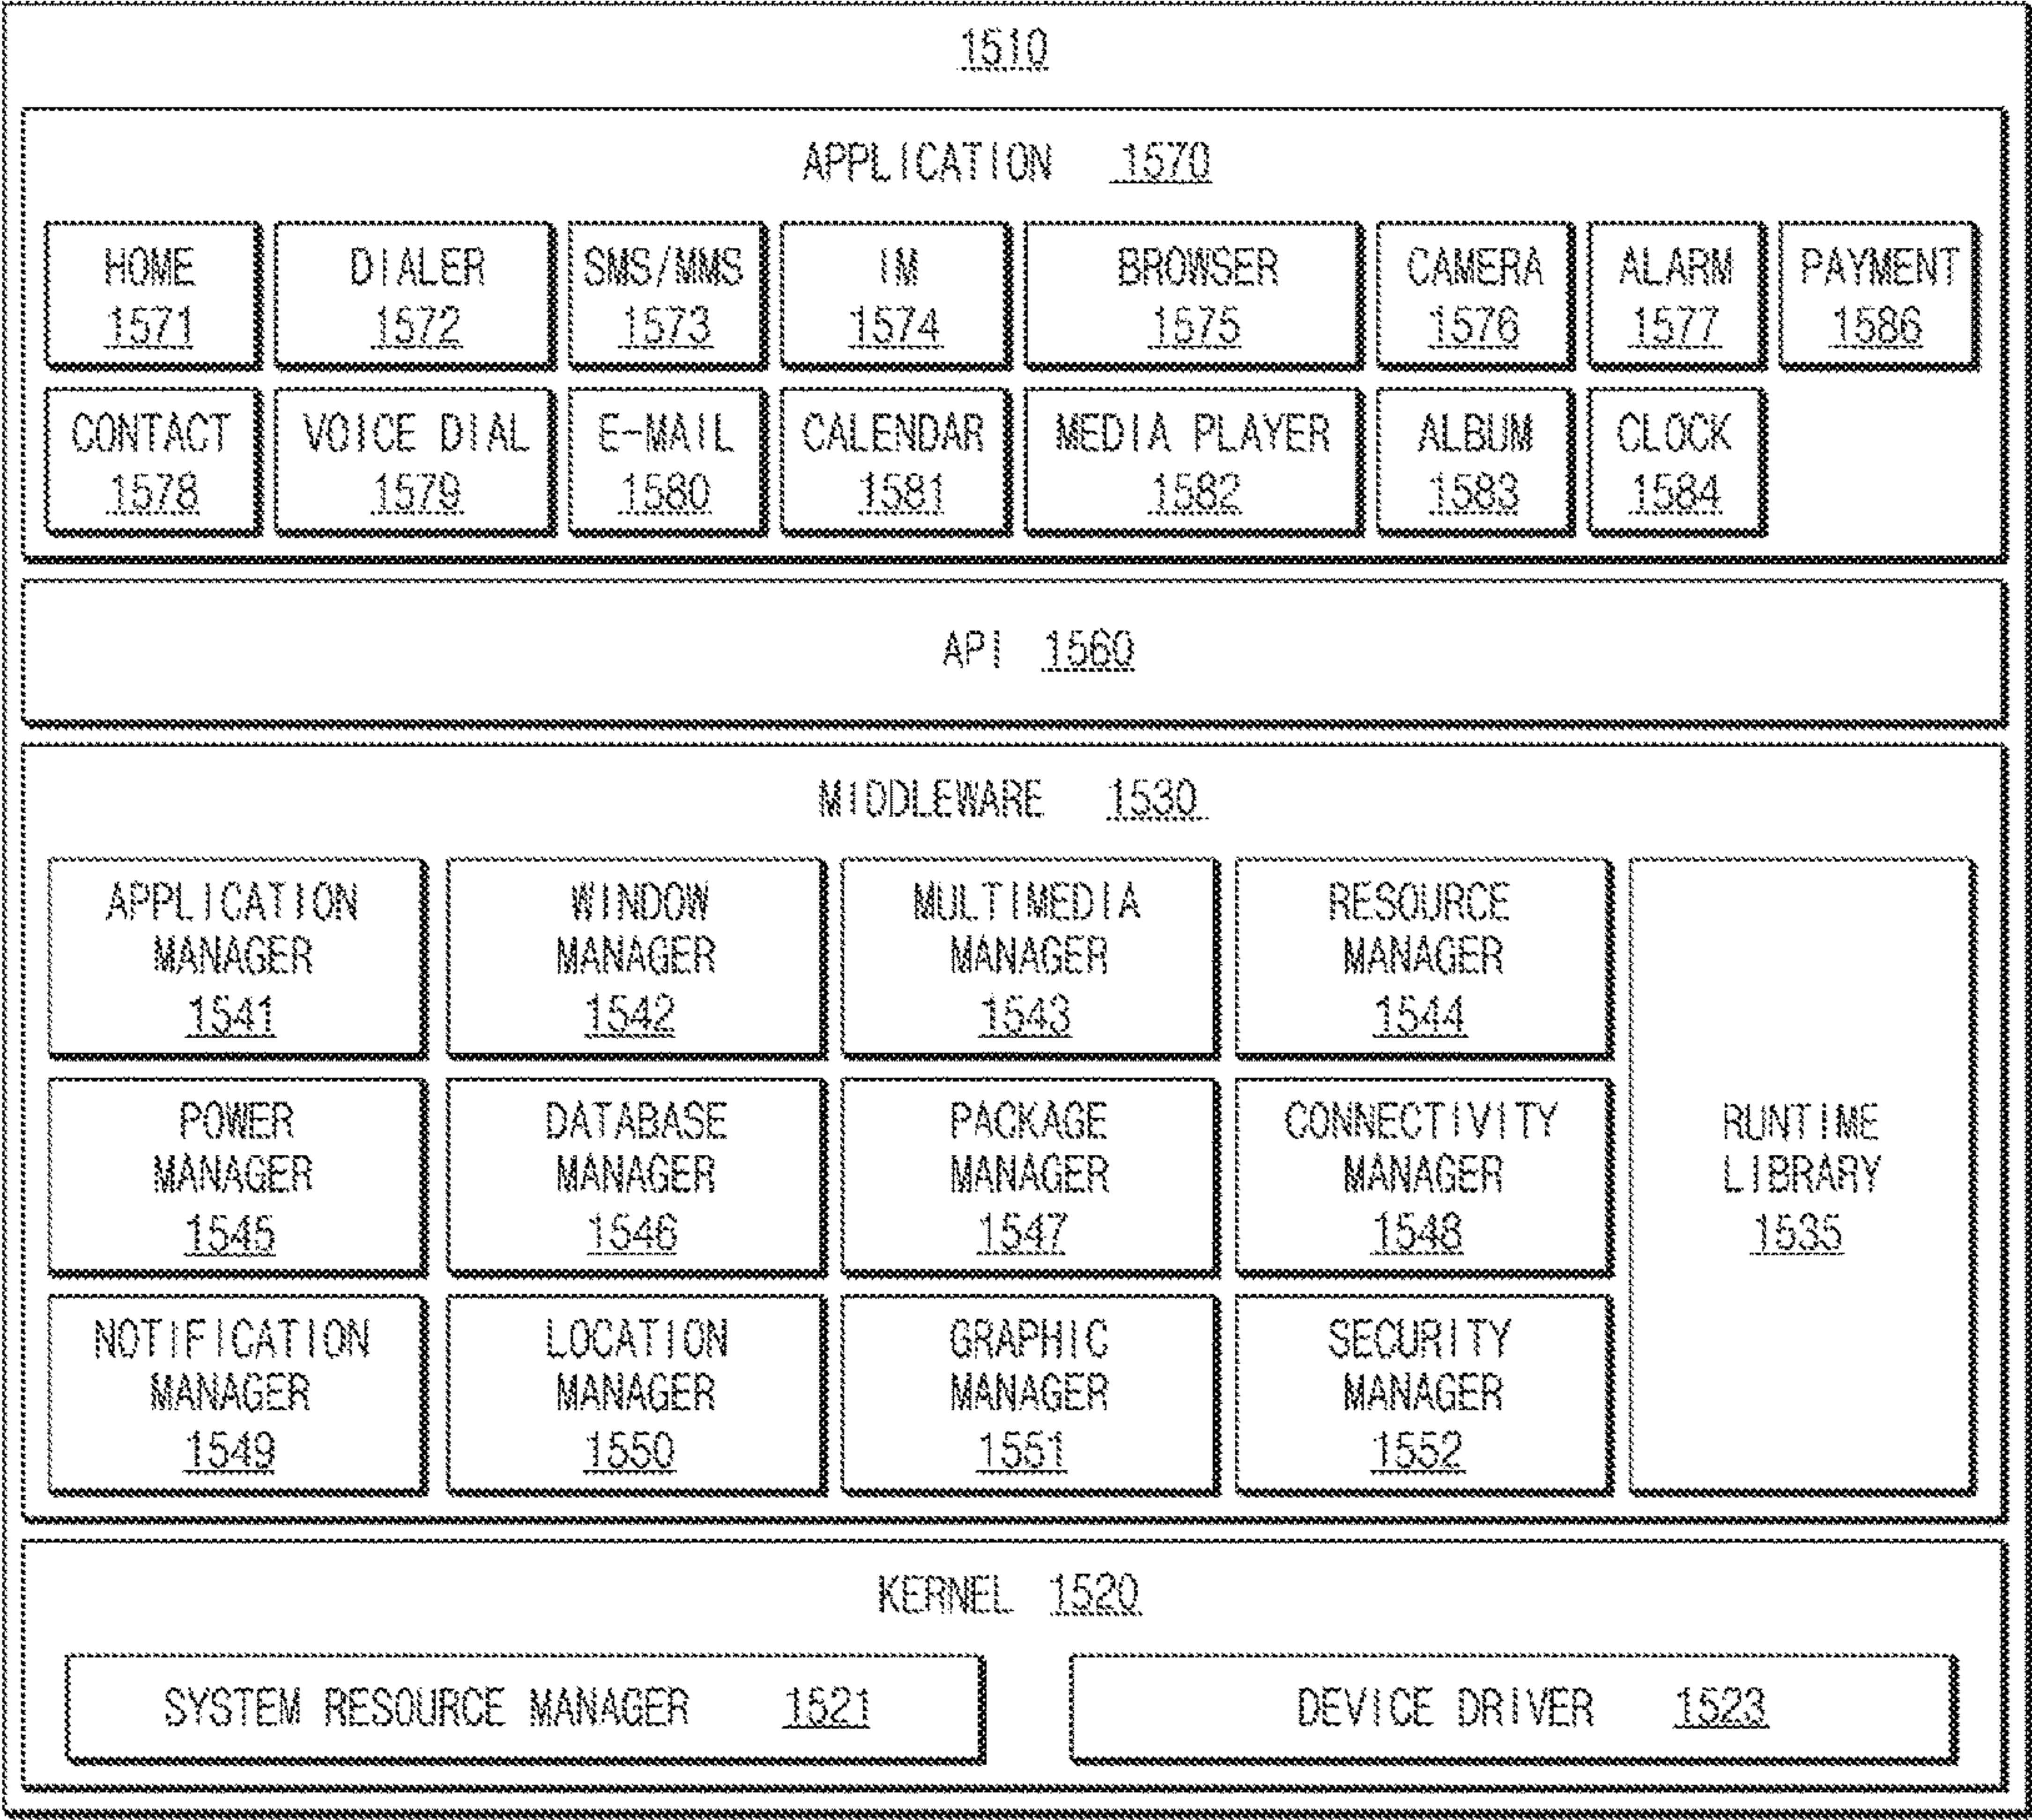 1510
APPLICATION 1570
HOME DIALER SMS/MMS IM BROWSER CAMERA ALARM PAYMENT
1571 1572 1573 1574 1575 1576 1577 1586
CONTACT VOICE DIAL E-MAIL CALENDAR MEDIA PLAYER ALBUM CLOCK
1578 1579 1580 1581 1582 1583 1584
API 1560
MIDDLEWARE 1530
APPLICATION WINDOW MULTIMEDIA RESOURCE
MANAGER MANAGER MANAGER MANAGER
1541 1542 1543 1544
POWER DATABASE PACKAGE CONNECTIVITY RUNTIME
MANAGER MANAGER MANAGER MANAGER LIBRARY
1545 1546 1547 1548 1535
NOTIFICATION LOCATION GRAPHIC SECURITY
MANAGER MANAGER MANAGER MANAGER
1549 1550 1551 1552
KERNEL 1520
SYSTEM RESOURCE MANAGER 1521 DEVICE DRIVER 1523